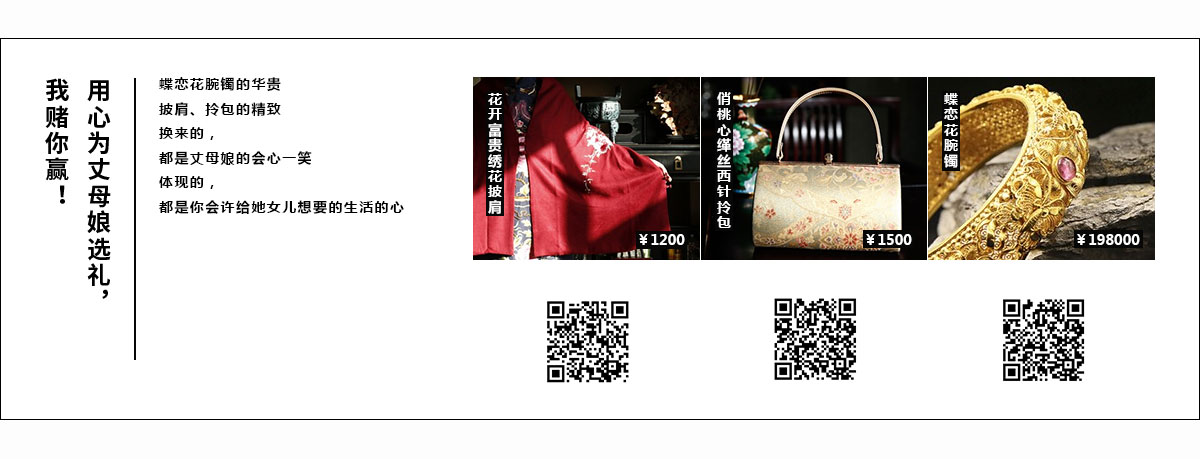 用心为丈母娘选礼，
我赌你赢！
蝶恋花腕镯的华贵
披肩、拎包的精致
换来的，
都是丈母娘的会心一笑
体现的，
都是你会许给她女儿想要的生活的心
花开富贵绣花披肩
¥1200
俏桃心缂丝西针拎包
¥1500
蝶恋花腕镯
¥198000